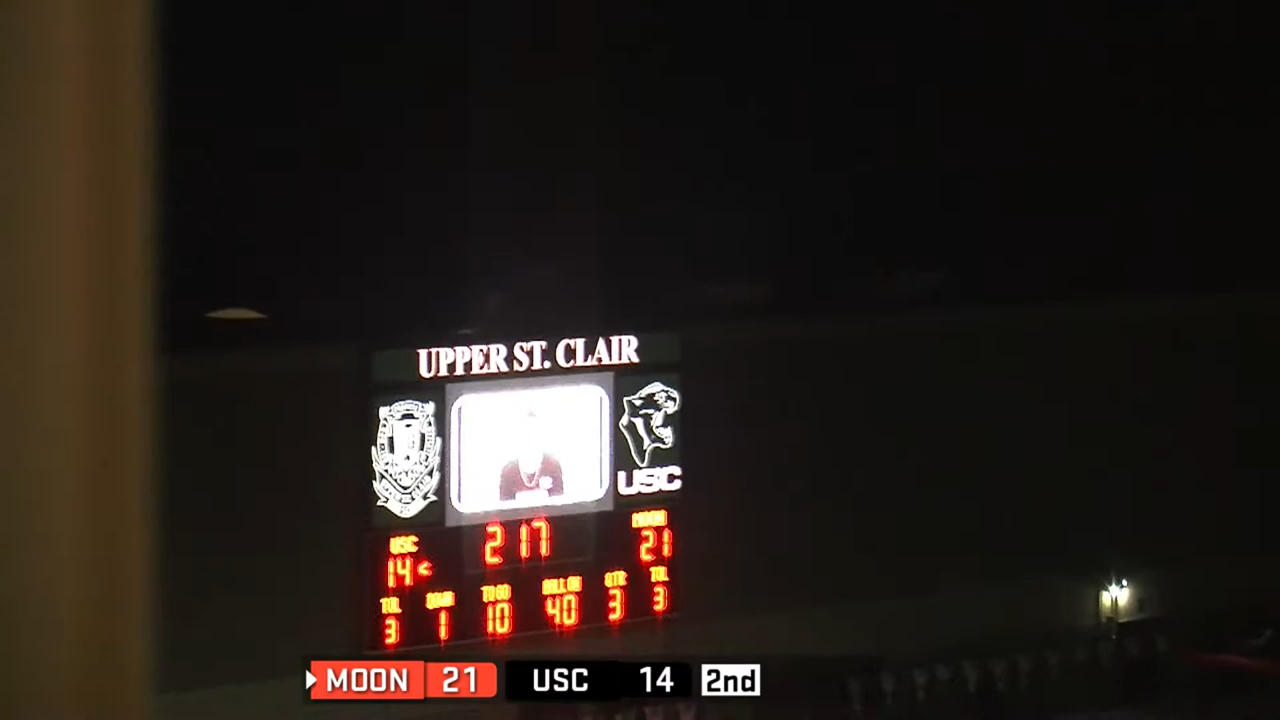 UPPER ST. CLAIR
USC
USC
2 17
MOON
14 <
21
TOL DOWN TO GO BALL ON QTR TOL
3 1 10 40 3 3
MOON 21 USC 14 2nd